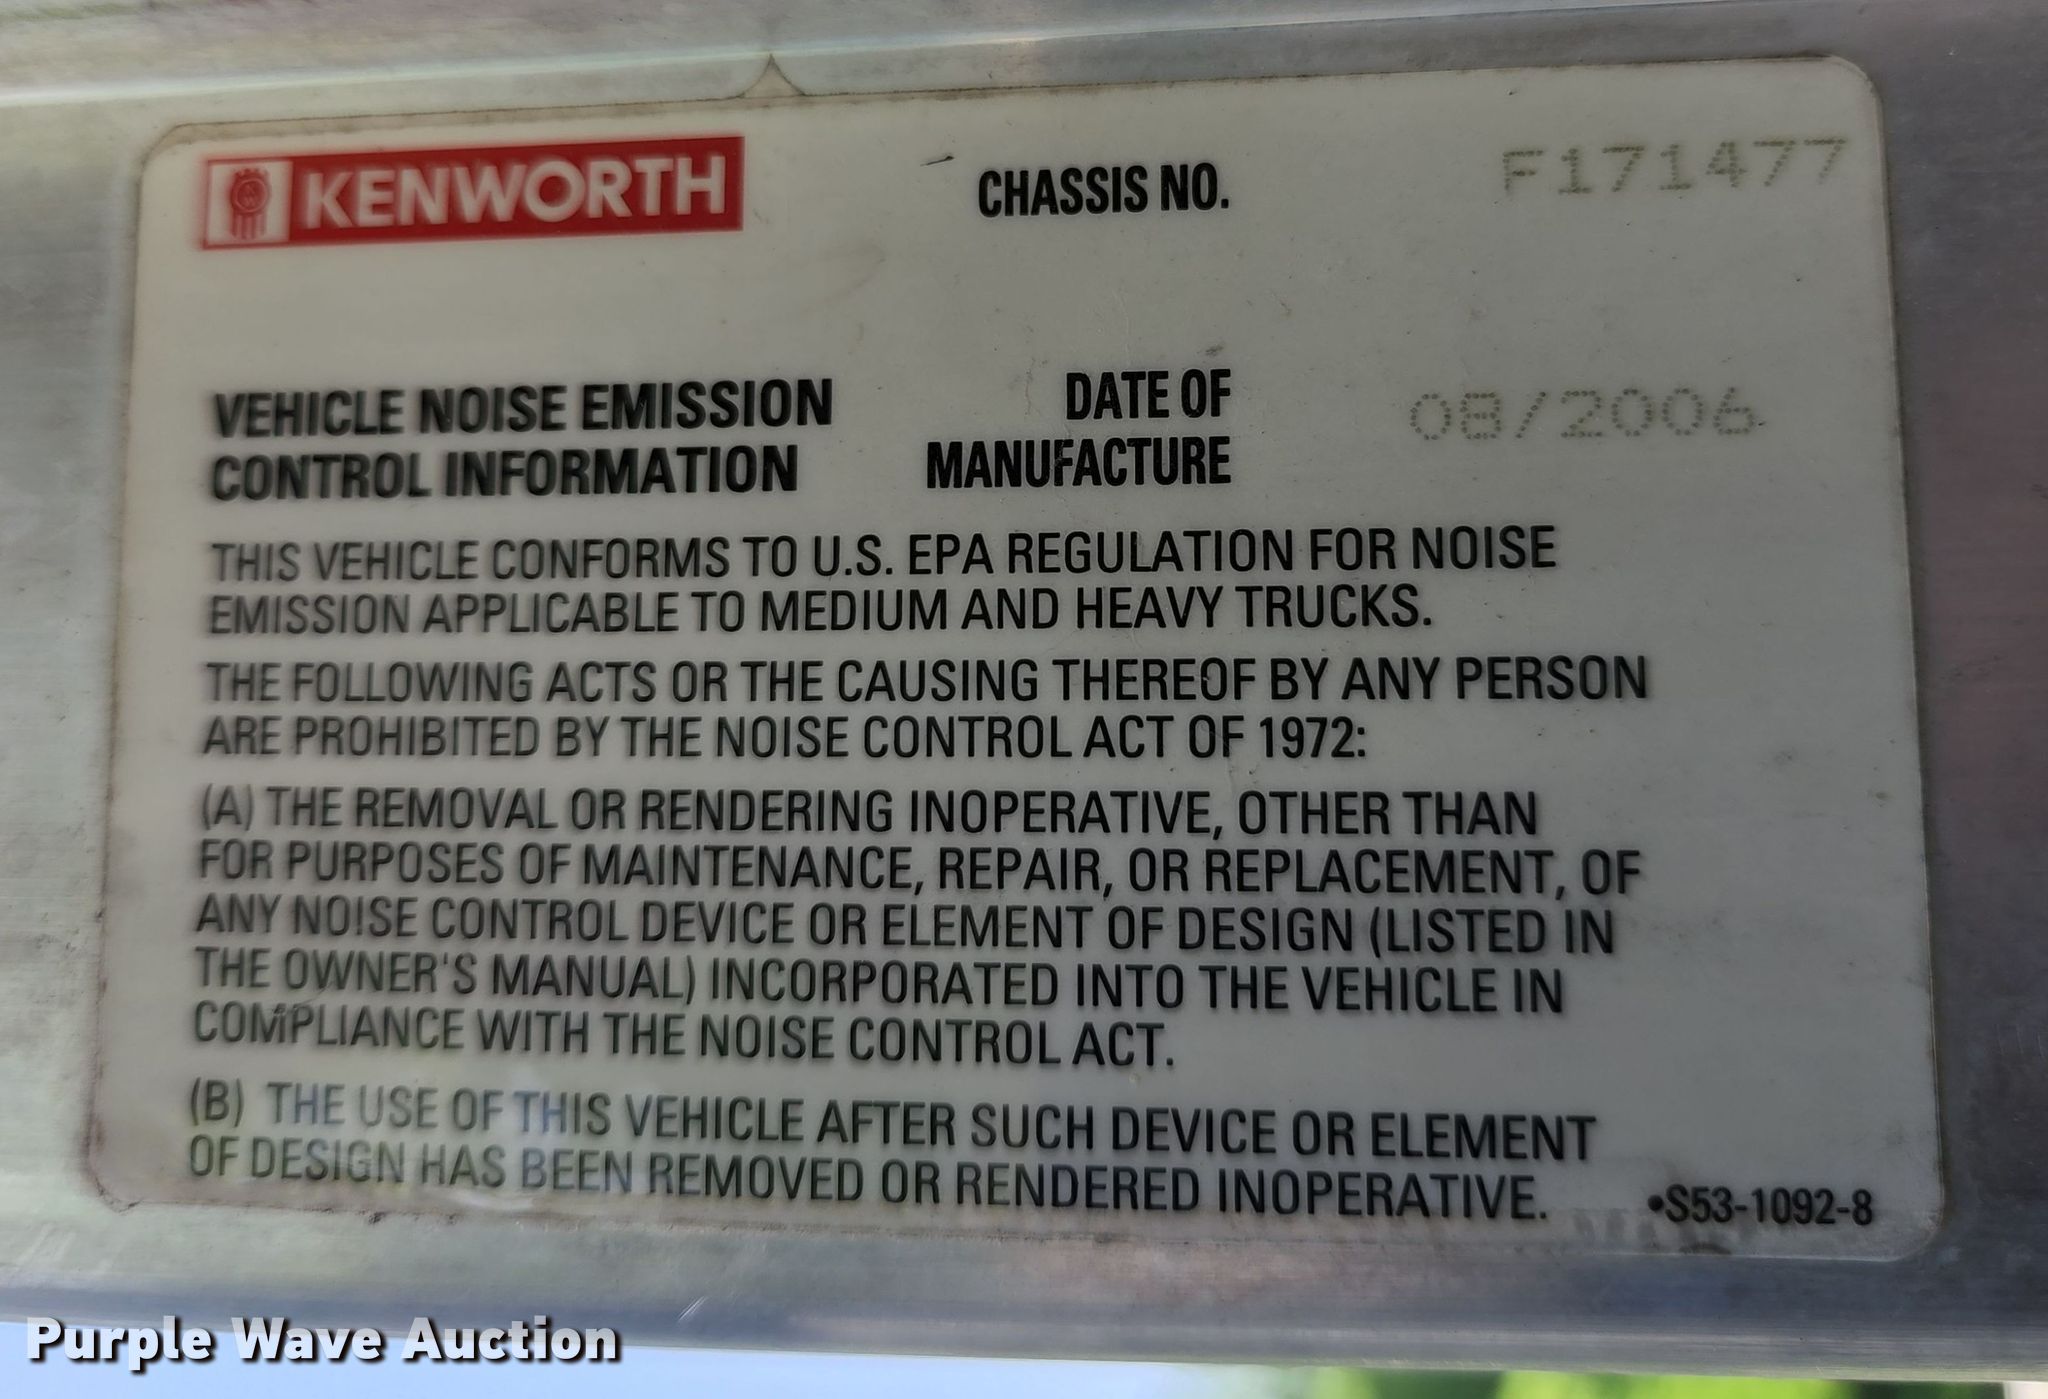 KENWORTH
CHASSIS NO. F171477
VEHICLE NOISE EMISSION
CONTROL INFORMATION
DATE OF
MANUFACTURE
08/2006
THIS VEHICLE CONFORMS TO U.S. EPA REGULATION FOR NOISE
EMISSION APPLICABLE TO MEDIUM AND HEAVY TRUCKS.
THE FOLLOWING ACTS OR THE CAUSING THEREOF BY ANY PERSON
ARE PROHIBITED BY THE NOISE CONTROL ACT OF 1972:
(A) THE REMOVAL OR RENDERING INOPERATIVE, OTHER THAN
FOR PURPOSES OF MAINTENANCE, REPAIR, OR REPLACEMENT, OF
ANY NOISE CONTROL DEVICE OR ELEMENT OF DESIGN (LISTED IN
THE OWNER'S MANUAL) INCORPORATED INTO THE VEHICLE IN
COMPLIANCE WITH THE NOISE CONTROL ACT.
(B) THE USE OF THIS VEHICLE AFTER SUCH DEVICE OR ELEMENT
OF DESIGN HAS BEEN REMOVED OR RENDERED INOPERATIVE.
•S53-1092-8
Purple Wave Auction